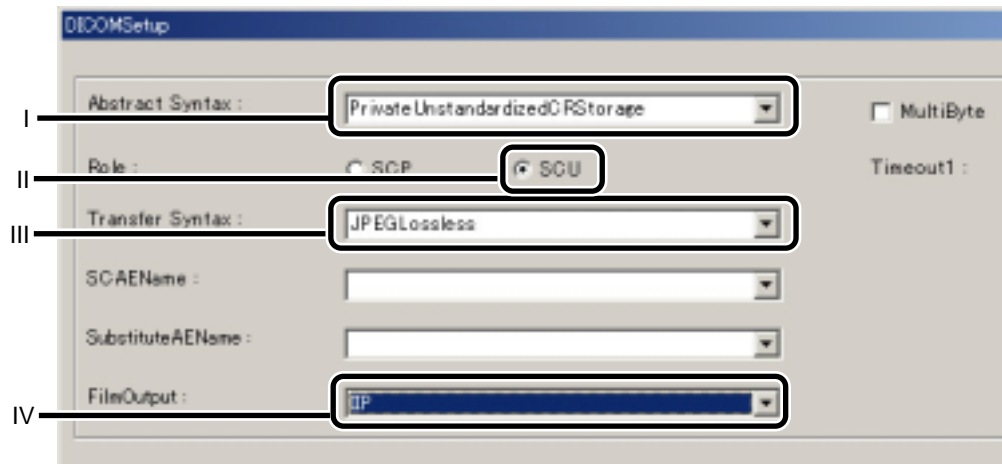 DICOMSetup
I Abstract Syntax : PrivateUnstandardizedCRStorage MultiByte
II Role : SCP SCU Timeout1 :
III Transfer Syntax : JPEGLossless
SCAEName :
SubstituteAEName :
IV FilmOutput : IP